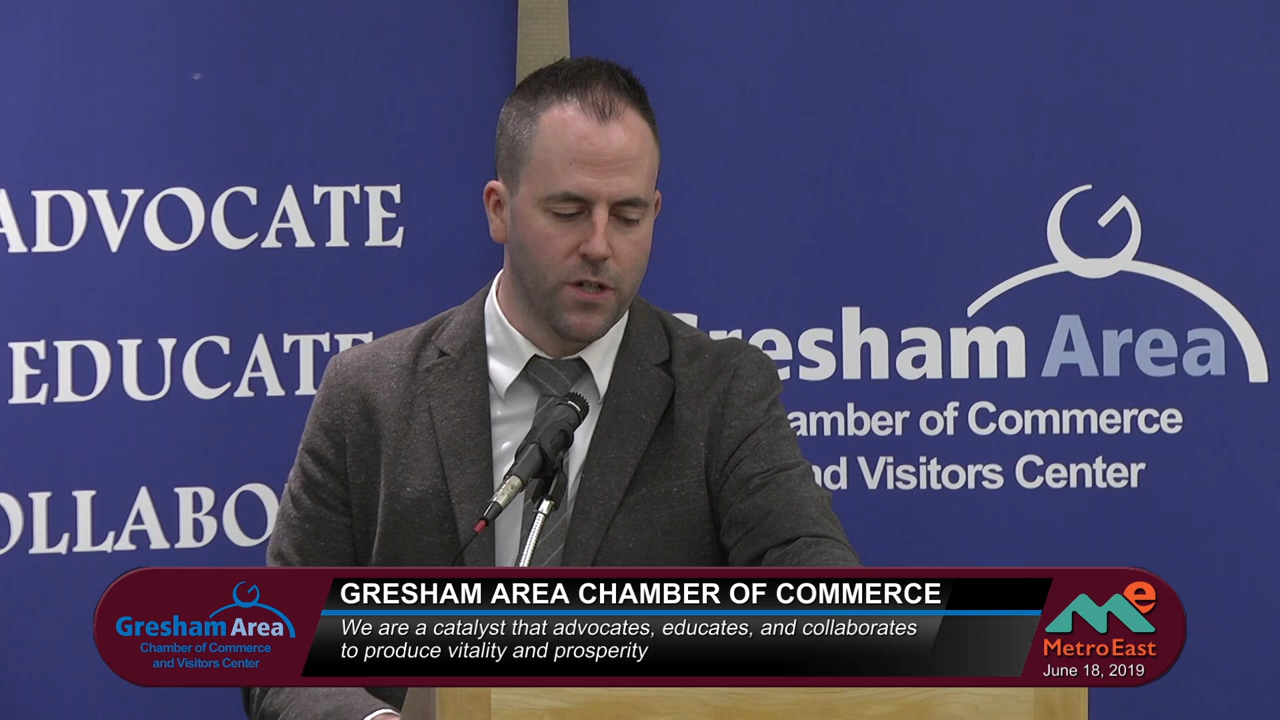 ADVOCATE
EDUCATE
OLLABO
G
Gresham Area
amber of Commerce
nd Visitors Center
GRESHAM AREA CHAMBER OF COMMERCE
We are a catalyst that advocates, educates, and collaborates
to produce vitality and prosperity
G
Gresham Area
Chamber of Commerce
and Visitors Center
Me
MetroEast
June 18, 2019